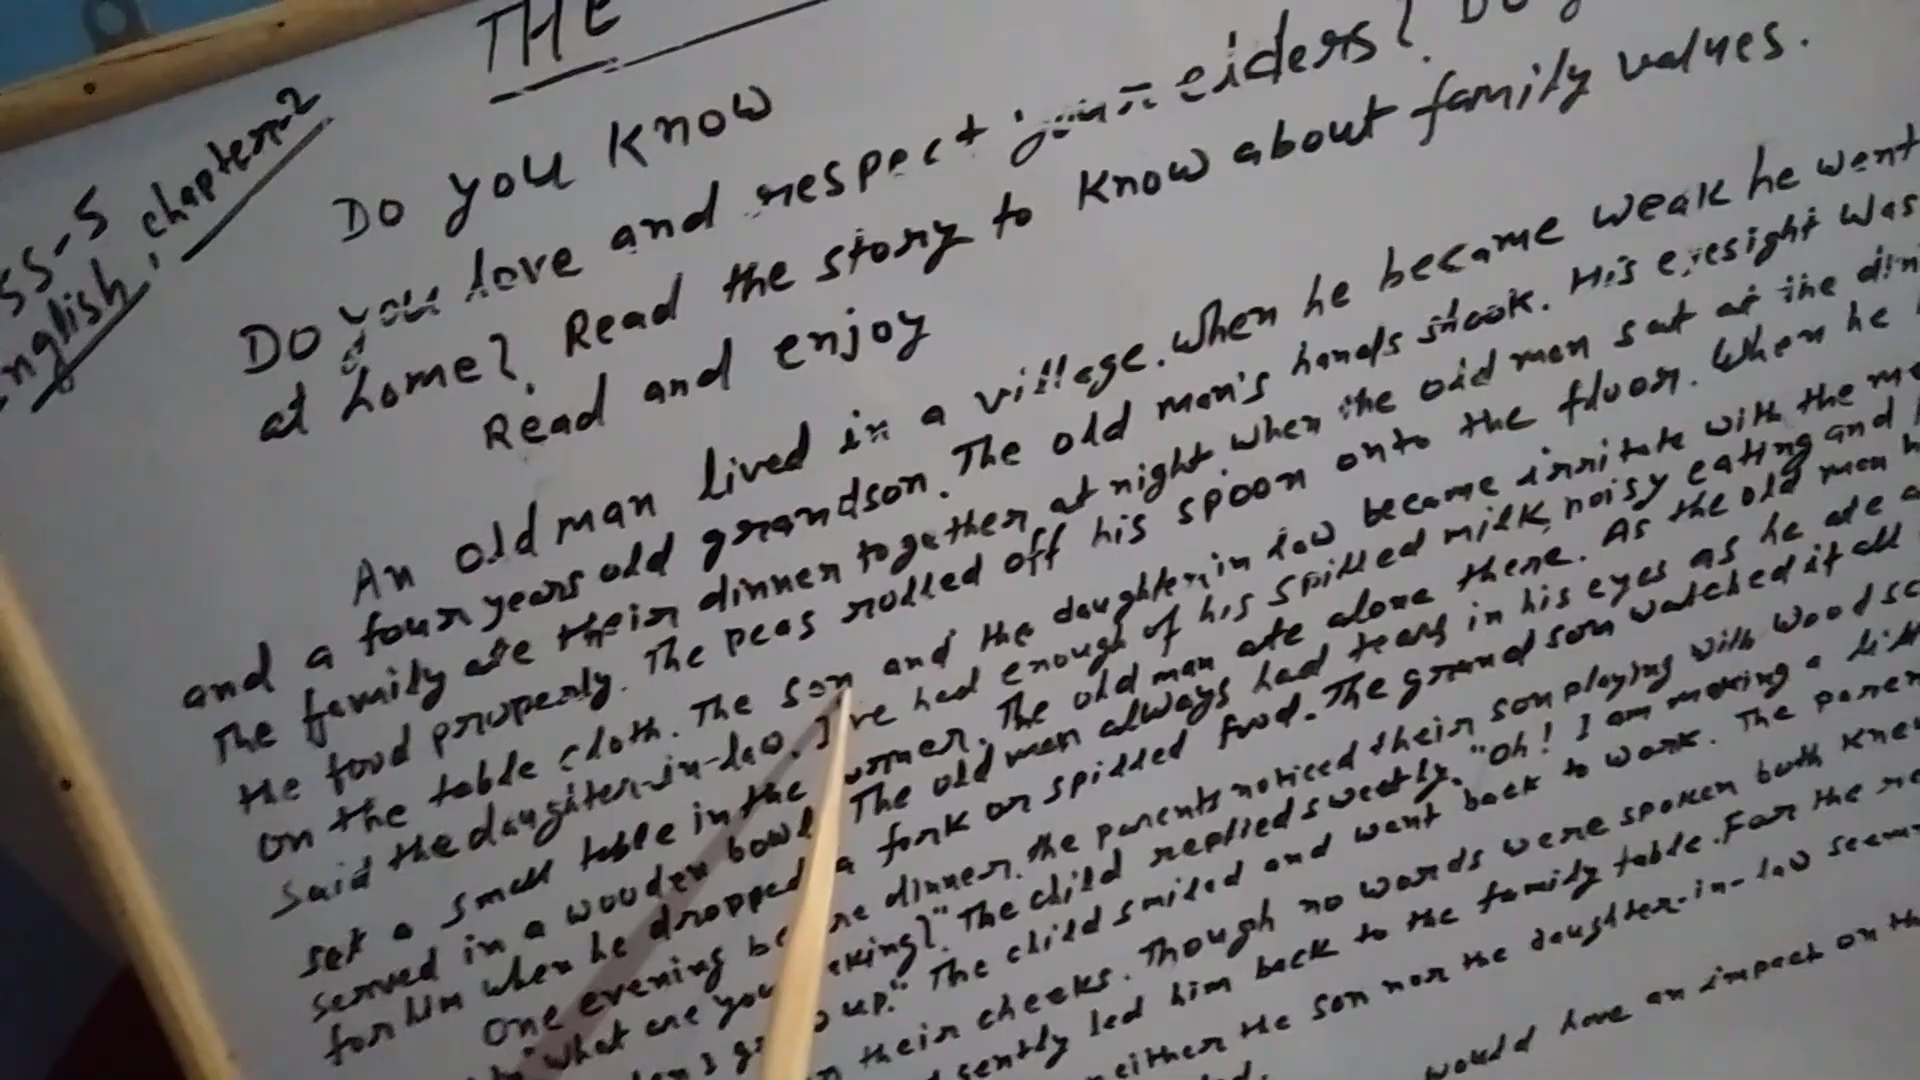 THE
ss-5
nglish, chapter-2
Do you know
Do you love and respect your elders? Do y
at home? Read the story to know about family values.
Read and enjoy
An old man lived in a village. When he became weak he went
and a four years old grandson. The old man's hands shook. His eyesight was
The family ate their dinner together at night. when the old man sat at the din
the food properly. The peas rolled off his spoon onto the floor. When he
on the table cloth. The son and the daughter, in law became irritate with the me
said the daughter-in-law. I've had enough of his spilled milk, noisy eating and
set a small table in the corner. The old man ate alone there. As the old man h
served in a wooden bowl. The old man always had tears in his eyes as he ate a
for him when he dropped a fork or spilled food. The grand son watched it all
One evening before dinner, the parents noticed their son playing with wood sc
"what are you making?" The child replied sweetly. "Oh! I am making a litt
up." The child smiled and went back to work. The paren
their cheeks. Though no words were spoken both knew
gently led him back to the family table. For the re
neither the son nor the daughter-in-law seem
would have an impact on th